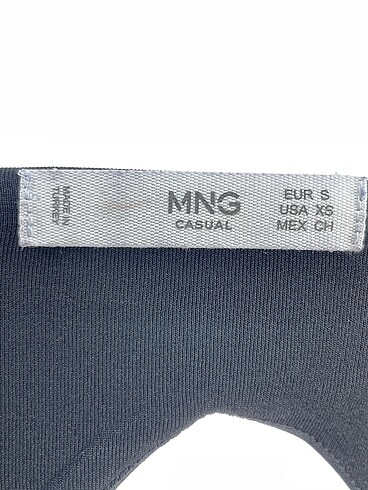 MADE IN
TURKEY
MNG
CASUAL
EUR S
USA XS
MEX CH